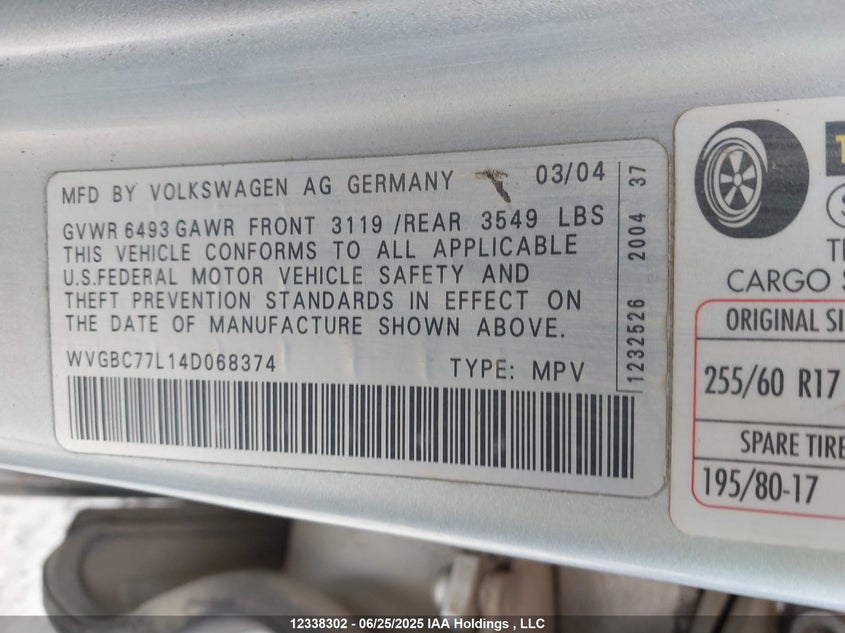 MFD BY VOLKSWAGEN AG GERMANY 03/04
GVWR 6493 GAWR FRONT 3119 /REAR 3549 LBS
THIS VEHICLE CONFORMS TO ALL APPLICABLE
U.S.FEDERAL MOTOR VEHICLE SAFETY AND
THEFT PREVENTION STANDARDS IN EFFECT ON
THE DATE OF MANUFACTURE SHOWN ABOVE.
WVGBC77L14D068374 TYPE: MPV
1232526 2004 37
CARGO
ORIGINAL
255/60 R17
SPARE TIRE
195/80-17
12338302 - 06/25/2025 IAA Holdings , LLC